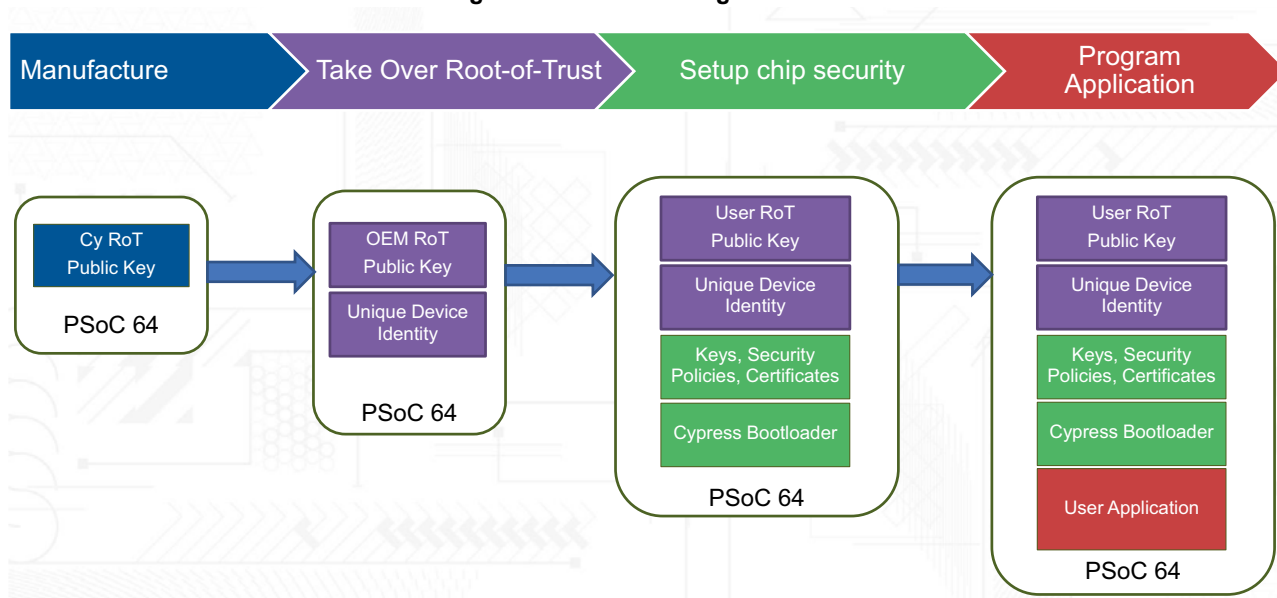 Manufacture
Take Over Root-of-Trust
Setup chip security
Program
Application
Cy RoT
Public Key
PSoC 64
OEM RoT
Public Key
Unique Device
Identity
PSoC 64
User RoT
Public Key
Unique Device
Identity
Keys, Security
Policies, Certificates
Cypress Bootloader
PSoC 64
User RoT
Public Key
Unique Device
Identity
Keys, Security
Policies, Certificates
Cypress Bootloader
User Application
PSoC 64